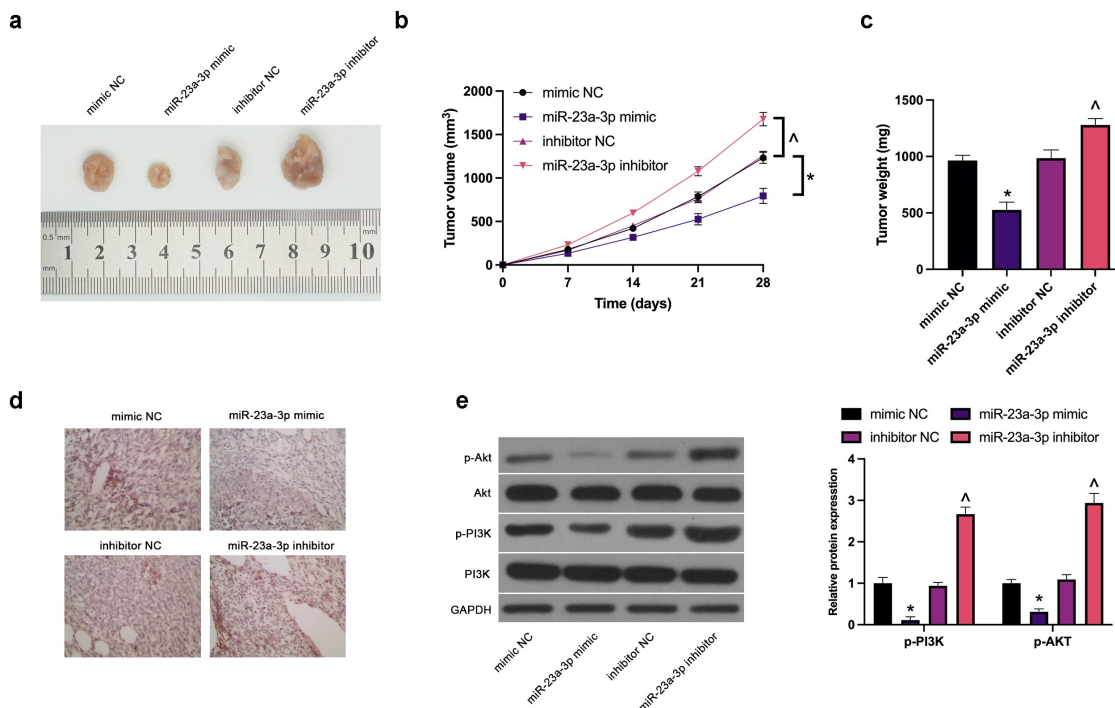 a
mimic NC
miR-23a-3p mimic
inhibitor NC
miR-23a-3p inhibitor
0.5 mm
mm
mm
1 2 3 4 5 6 7 8 9 10
b
mimic NC
miR-23a-3p mimic
inhibitor NC
miR-23a-3p inhibitor
Tumor volume (mm³)
2000
1500
1000
500
0
^
*
0 7 14 21 28
Time (days)
c
Tumor weight (mg)
1500
1000
500
0
*
^
mimic NC
miR-23a-3p mimic
inhibitor NC
miR-23a-3p inhibitor
d
mimic NC miR-23a-3p mimic
inhibitor NC miR-23a-3p inhibitor
e
p-Akt
Akt
p-PI3K
PI3K
GAPDH
mimic NC
miR-23a-3p mimic
inhibitor NC
miR-23a-3p inhibitor
mimic NC miR-23a-3p mimic
inhibitor NC miR-23a-3p inhibitor
Relative protein expresstion
4
3
2
1
0
* ^ * ^
p-PI3K p-AKT